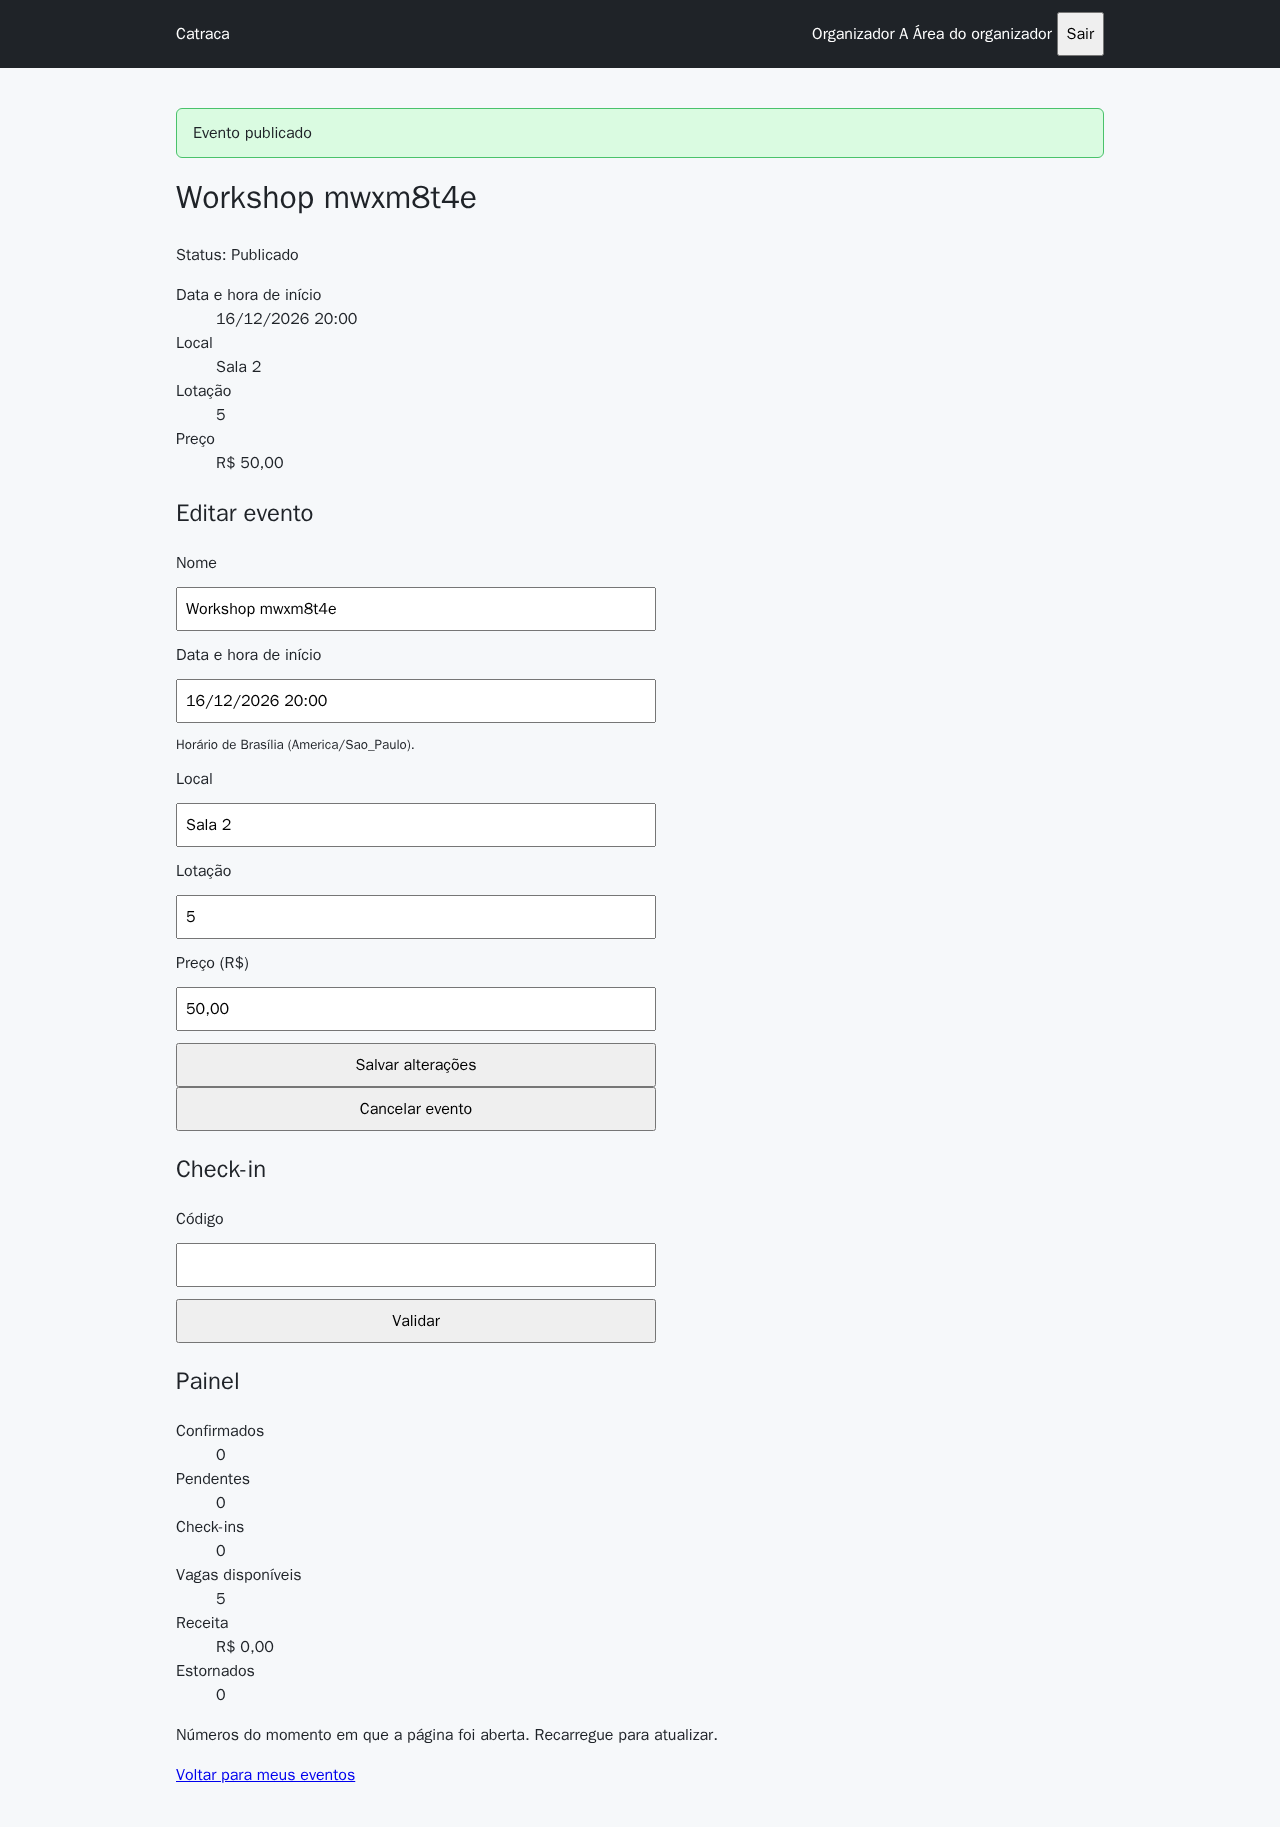 Catraca
Organizador A Área do organizador Sair
Evento publicado
Workshop mwxm8t4e
Status: Publicado
Data e hora de início
16/12/2026 20:00
Local
Sala 2
Lotação
5
Preço
R$ 50,00
Editar evento
Nome
Workshop mwxm8t4e
Data e hora de início
16/12/2026 20:00
Horário de Brasília (America/Sao_Paulo).
Local
Sala 2
Lotação
5
Preço (R$)
50,00
Salvar alterações
Cancelar evento
Check-in
Código
Validar
Painel
Confirmados
0
Pendentes
0
Check-ins
0
Vagas disponíveis
5
Receita
R$ 0,00
Estornados
0
Números do momento em que a página foi aberta. Recarregue para atualizar.
Voltar para meus eventos